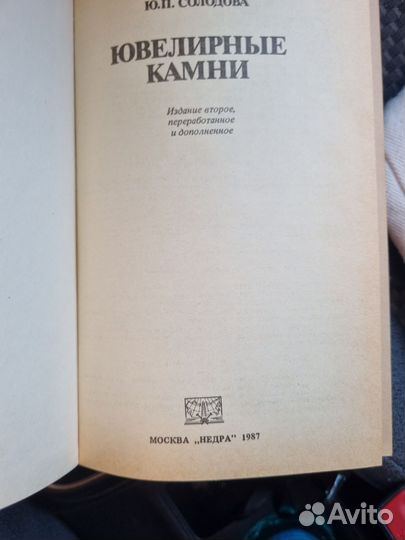 Ю.П. СОЛОДОВА
ЮВЕЛИРНЫЕ
КАМНИ
Издание второе,
переработанное
и дополненное
МОСКВА „НЕДРА" 1987
Avito